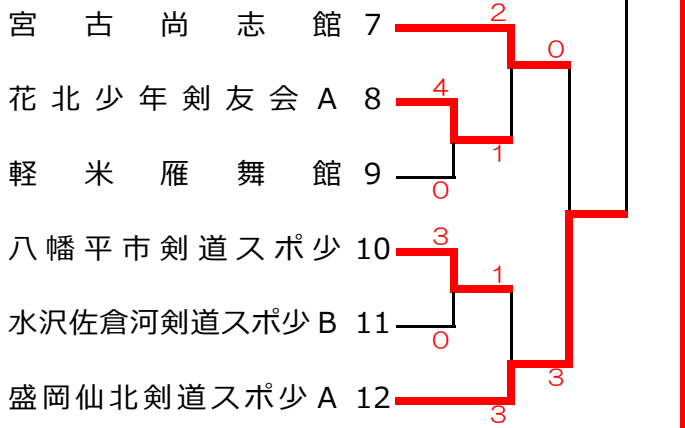 宮古尚志館 7
2
0
花北少年剣友会A 8
4
1
軽米雁舞館 9
0
八幡平市剣道スポ少 10
3
1
水沢佐倉河剣道スポ少B 11
0
3
盛岡仙北剣道スポ少A 12
3